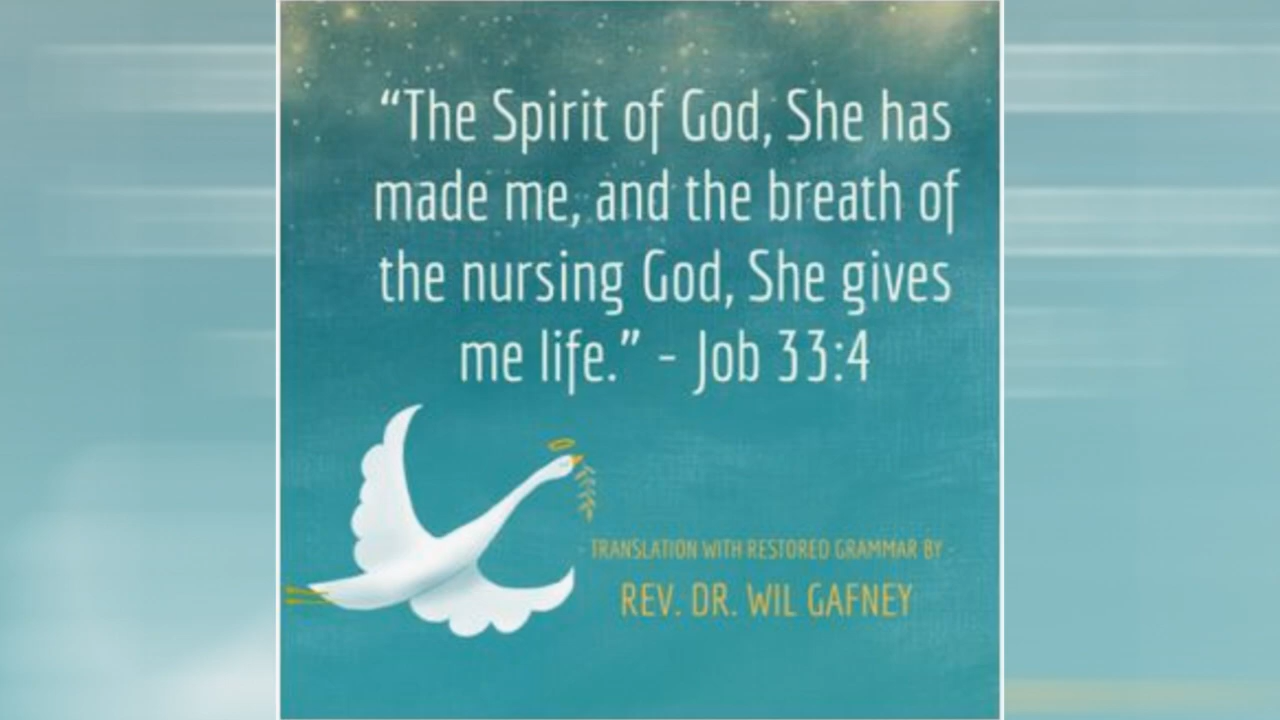 “The Spirit of God, She has
made me, and the breath of
the nursing God, She gives
me life.” - Job 33:4
- TRANSLATION WITH RESTORED GRAMMAR BY -
REV. DR. WIL GAFNEY